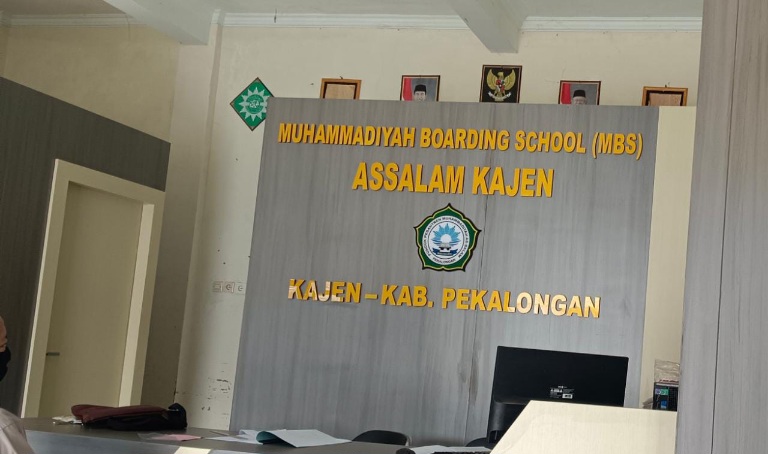 MUHAMMADIYAH BOARDING SCHOOL (MBS)
ASSALAM KAJEN
KAJEN – KAB. PEKALONGAN